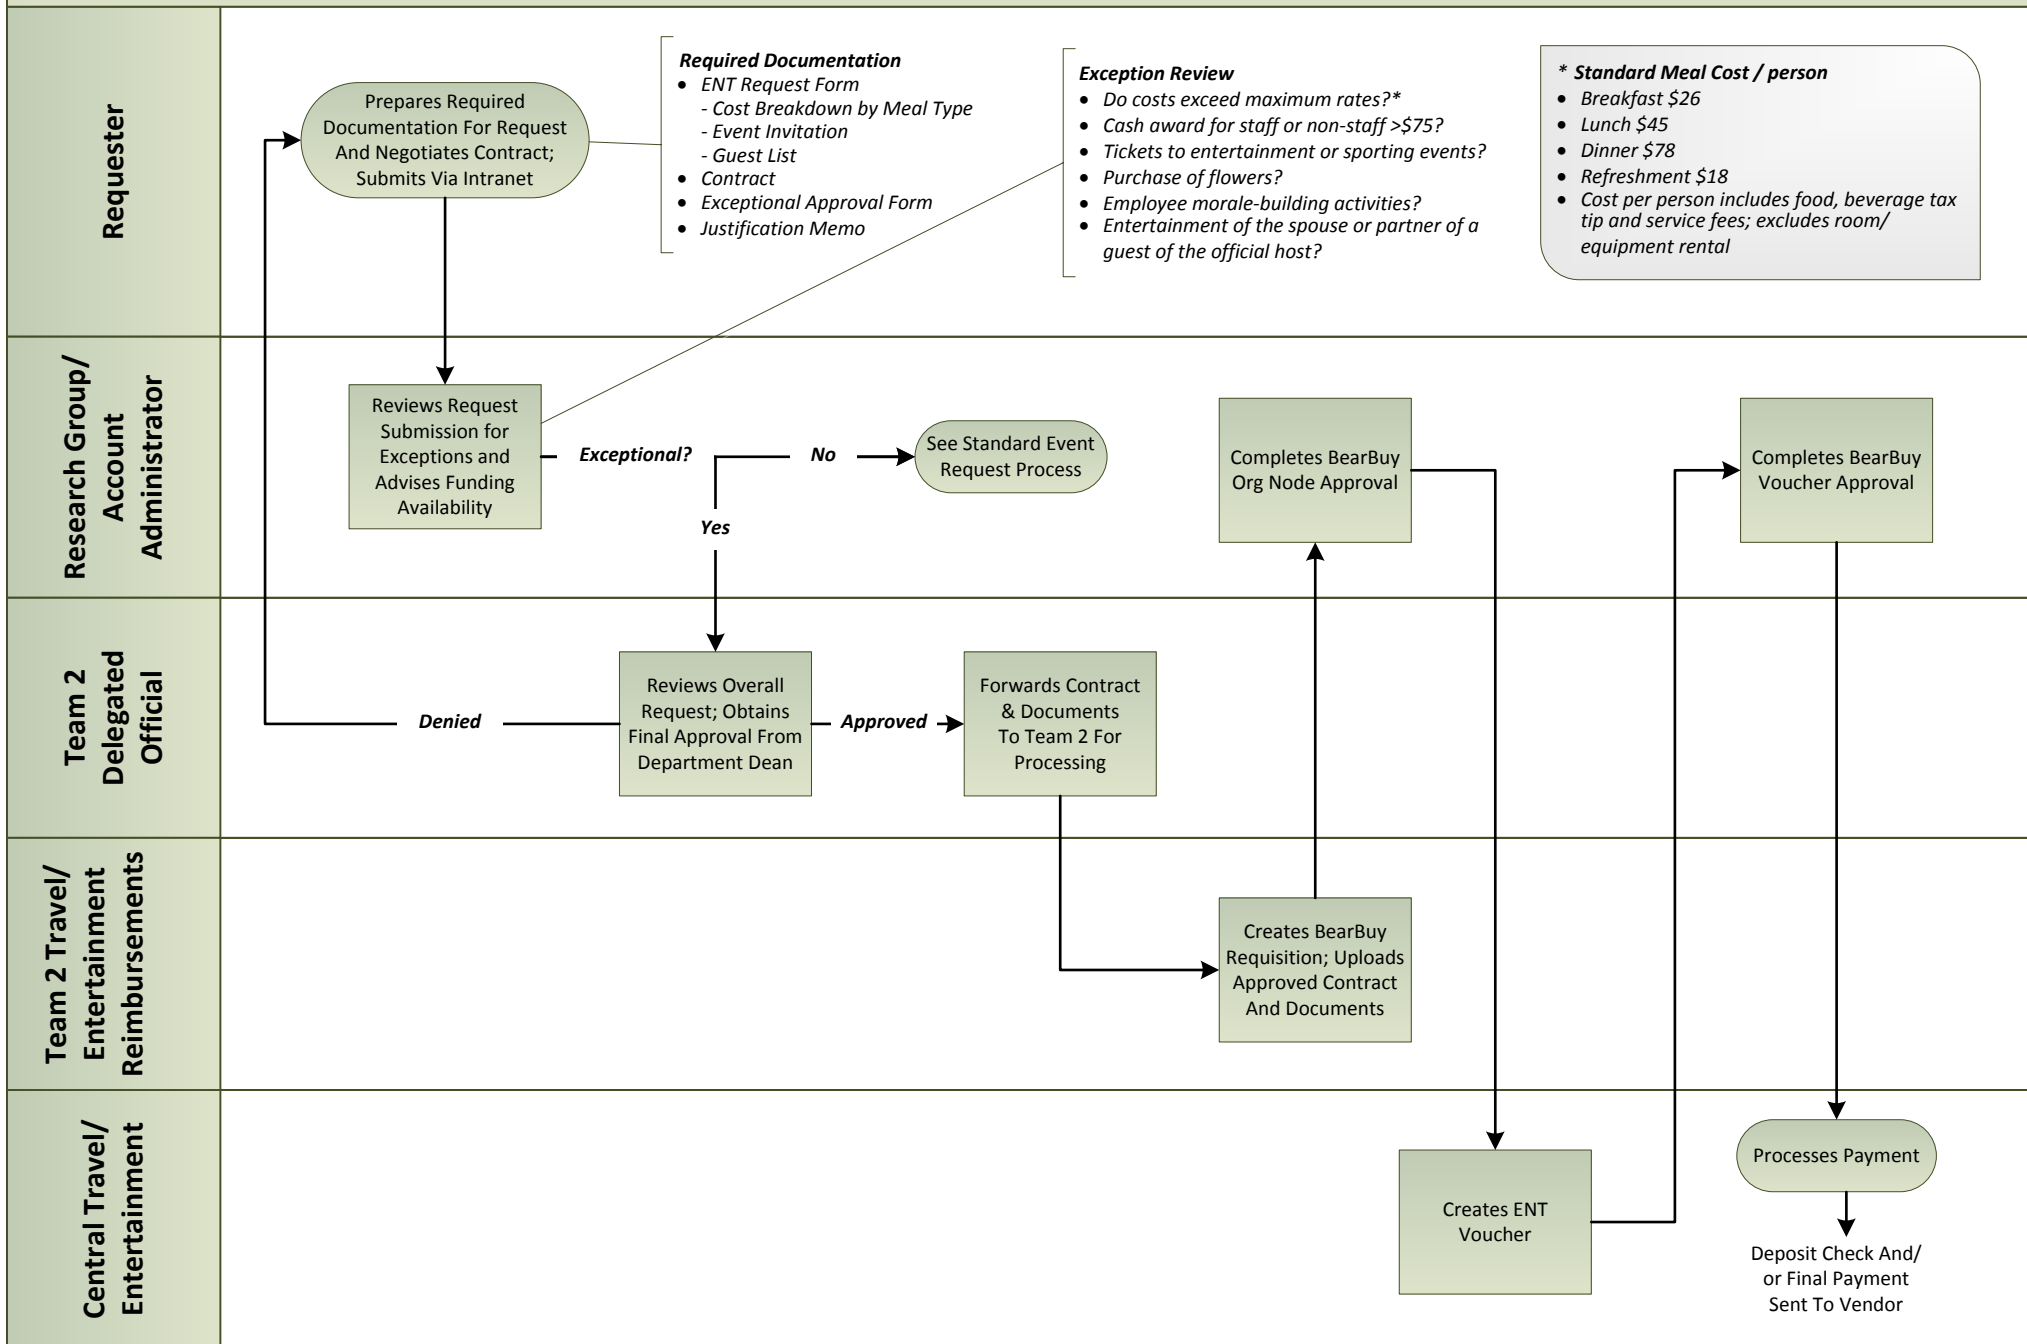 Requester
Prepares Required
Documentation For Request
And Negotiates Contract;
Submits Via Intranet
Required Documentation
• ENT Request Form
- Cost Breakdown by Meal Type
- Event Invitation
- Guest List
• Contract
• Exceptional Approval Form
• Justification Memo
Exception Review
• Do costs exceed maximum rates?*
• Cash award for staff or non-staff >$75?
• Tickets to entertainment or sporting events?
• Purchase of flowers?
• Employee morale-building activities?
• Entertainment of the spouse or partner of a
guest of the official host?
* Standard Meal Cost / person
• Breakfast $26
• Lunch $45
• Dinner $78
• Refreshment $18
• Cost per person includes food, beverage tax
tip and service fees; excludes room/
equipment rental
Research Group/
Account
Administrator
Reviews Request
Submission for
Exceptions and
Advises Funding
Availability
Exceptional?
No
Yes
See Standard Event
Request Process
Completes BearBuy
Org Node Approval
Completes BearBuy
Voucher Approval
Team 2
Delegated
Official
Denied
Reviews Overall
Request; Obtains
Final Approval From
Department Dean
Approved
Forwards Contract
& Documents
To Team 2 For
Processing
Team 2 Travel/
Entertainment
Reimbursements
Creates BearBuy
Requisition; Uploads
Approved Contract
And Documents
Central Travel/
Entertainment
Creates ENT
Voucher
Processes Payment
Deposit Check And/
or Final Payment
Sent To Vendor